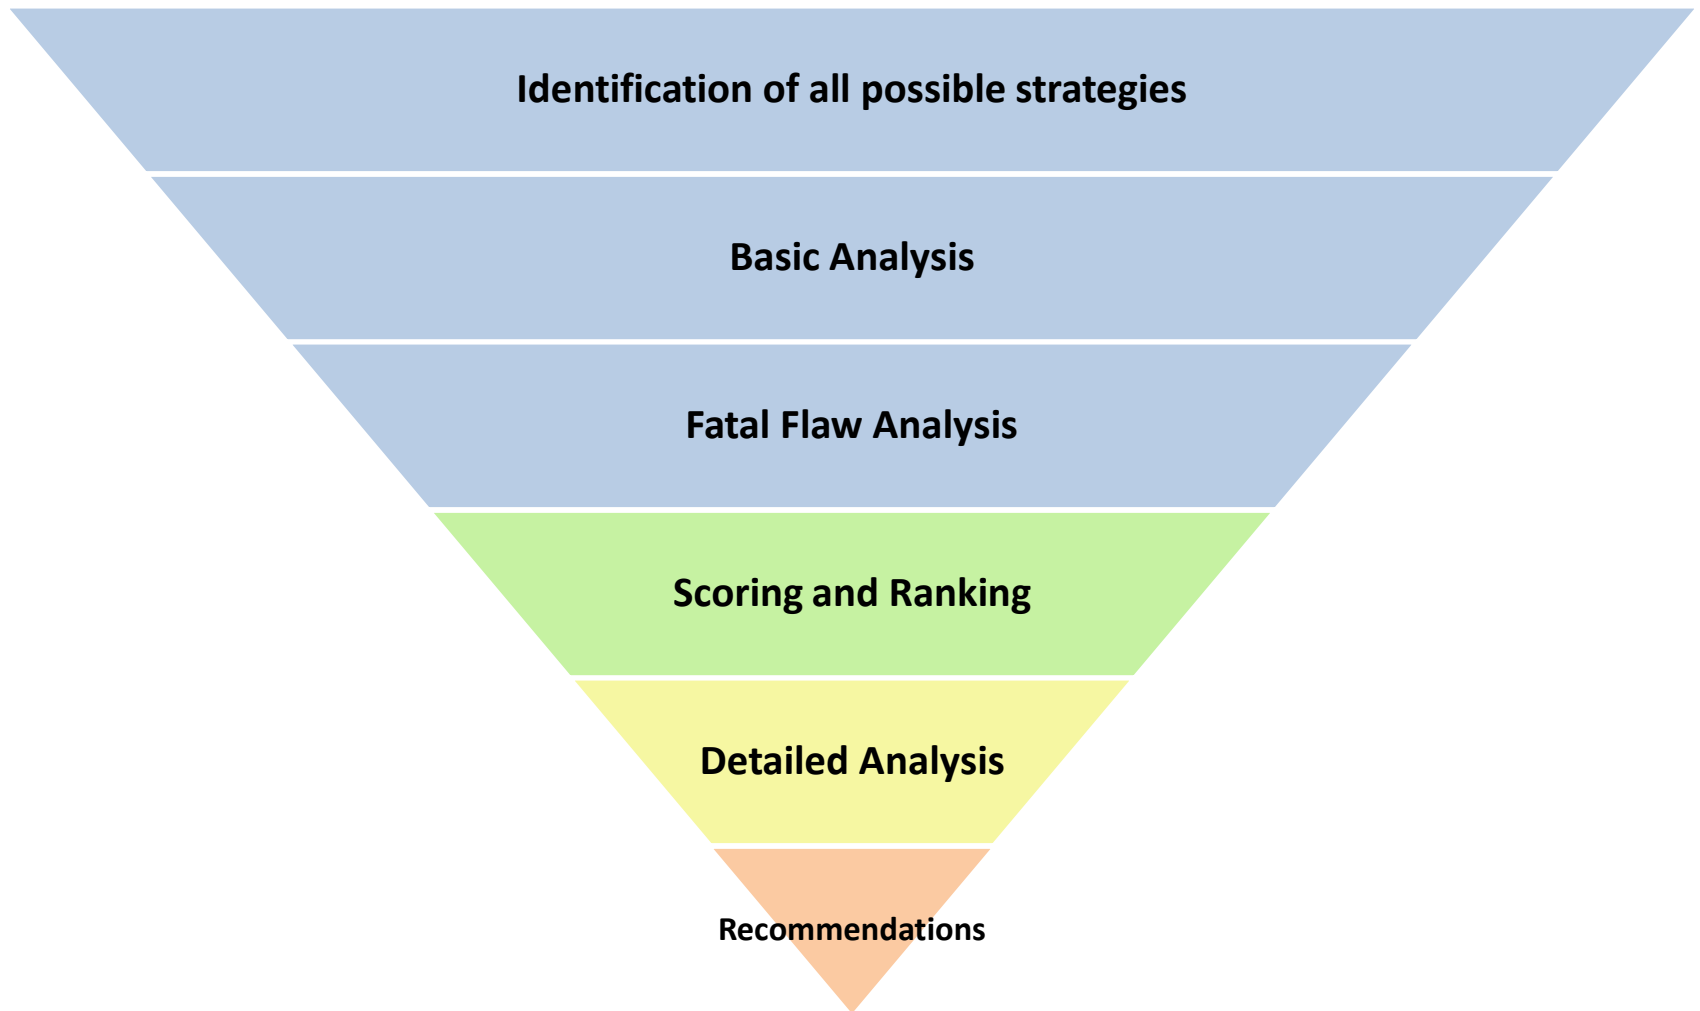 Identification of all possible strategies
Basic Analysis
Fatal Flaw Analysis
Scoring and Ranking
Detailed Analysis
Recommendations